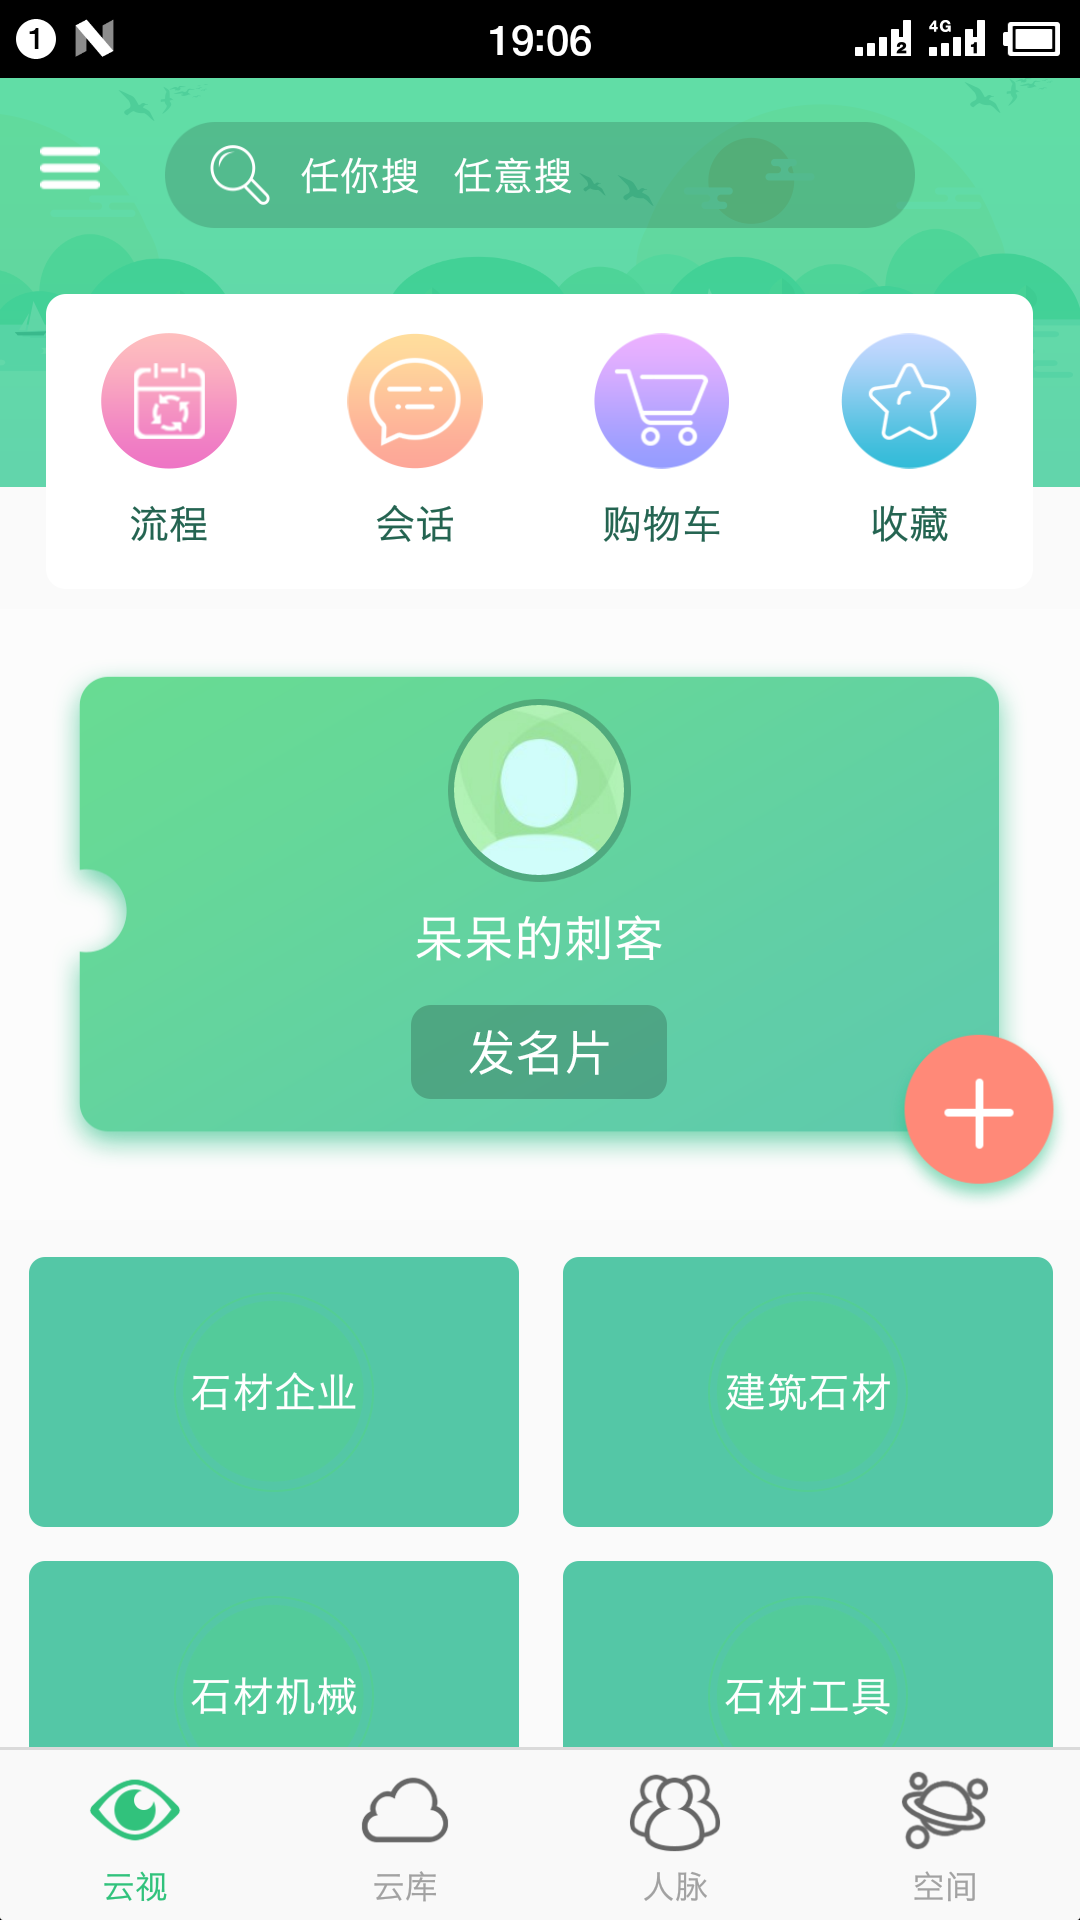 1 19:06 2 4G 1
任你搜 任意搜
流程 会话 购物车 收藏
呆呆的刺客
发名片
石材企业 建筑石材
石材机械 石材工具
云视 云库 人脉 空间